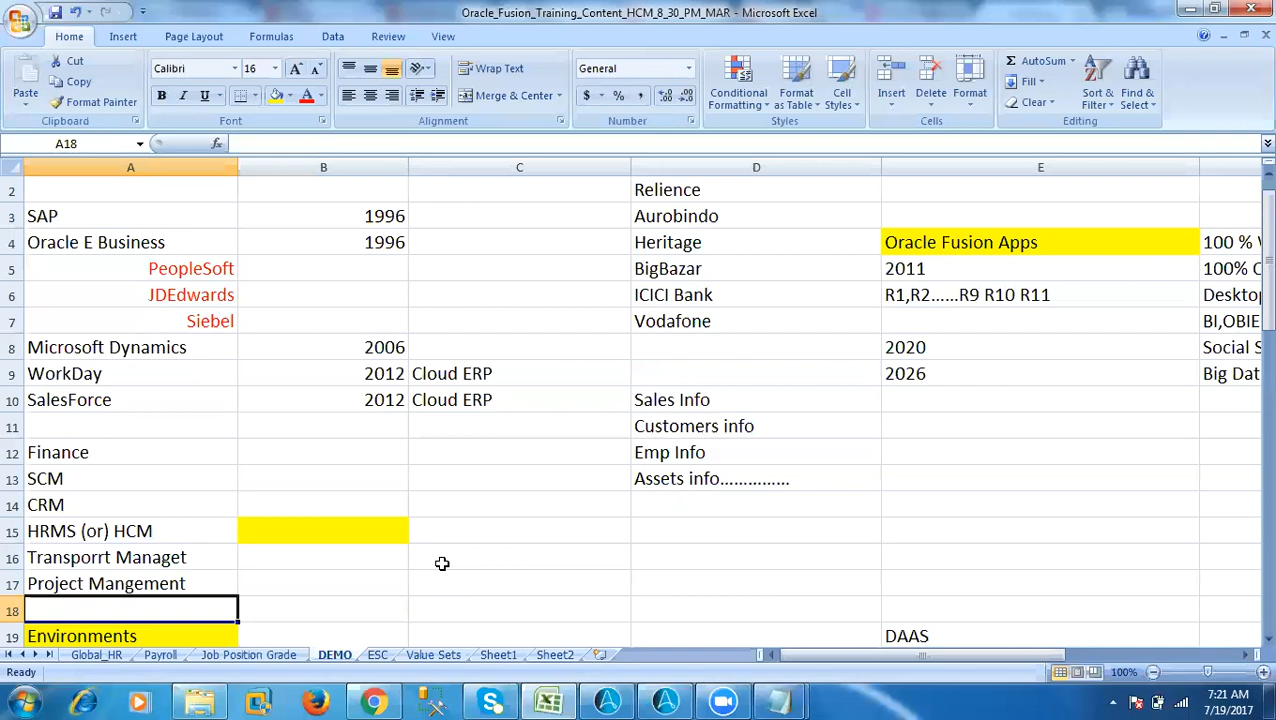 Oracle_Fusion_Training_Content_HCM_8_30_PM_MAR - Microsoft Excel
Home Insert Page Layout Formulas Data Review View
Paste Cut Copy Format Painter Clipboard
Calibri 16 B I U A A A Font
Wrap Text Merge & Center Alignment
General $ % , Number
Conditional Formatting Format as Table Cell Styles Styles
Insert Delete Format Cells
Σ AutoSum Fill Clear Sort & Filter Find & Select Editing
A18 fx
A B C D E
2 Relience
3 SAP 1996 Aurobindo
4 Oracle E Business 1996 Heritage Oracle Fusion Apps 100 %
5 PeopleSoft BigBazar 2011 100% C
6 JDEdwards ICICI Bank R1,R2......R9 R10 R11 Deskto
7 Siebel Vodafone BI,OBIE
8 Microsoft Dynamics 2006 2020 Social S
9 WorkDay 2012 Cloud ERP 2026 Big Dat
10 SalesForce 2012 Cloud ERP Sales Info
11 Customers info
12 Finance Emp Info
13 SCM Assets info...............
14 CRM
15 HRMS (or) HCM
16 Transporrt Managet
17 Project Mangement
18
19 Environments DAAS
Global_HR Payroll Job Position Grade DEMO ESC Value Sets Sheet1 Sheet2
Ready 100%
7:21 AM
7/19/2017